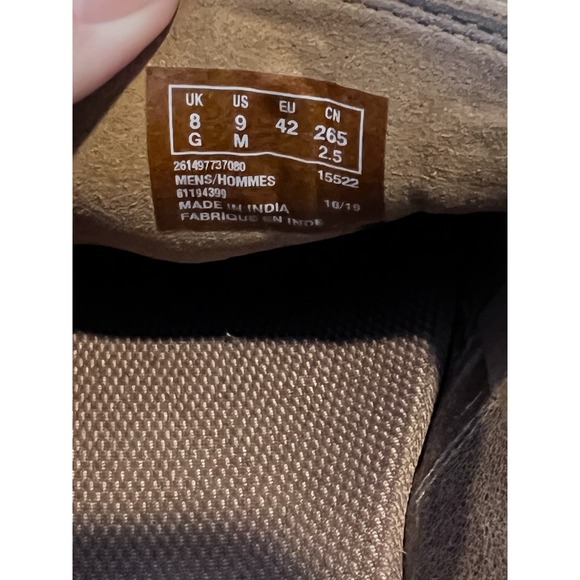 UK US EU CN
8 9 42 265
G M 2.5
261497737080 15522
MENS/HOMMES
61194399
MADE IN INDIA 10/19
FABRIQUE EN INDE